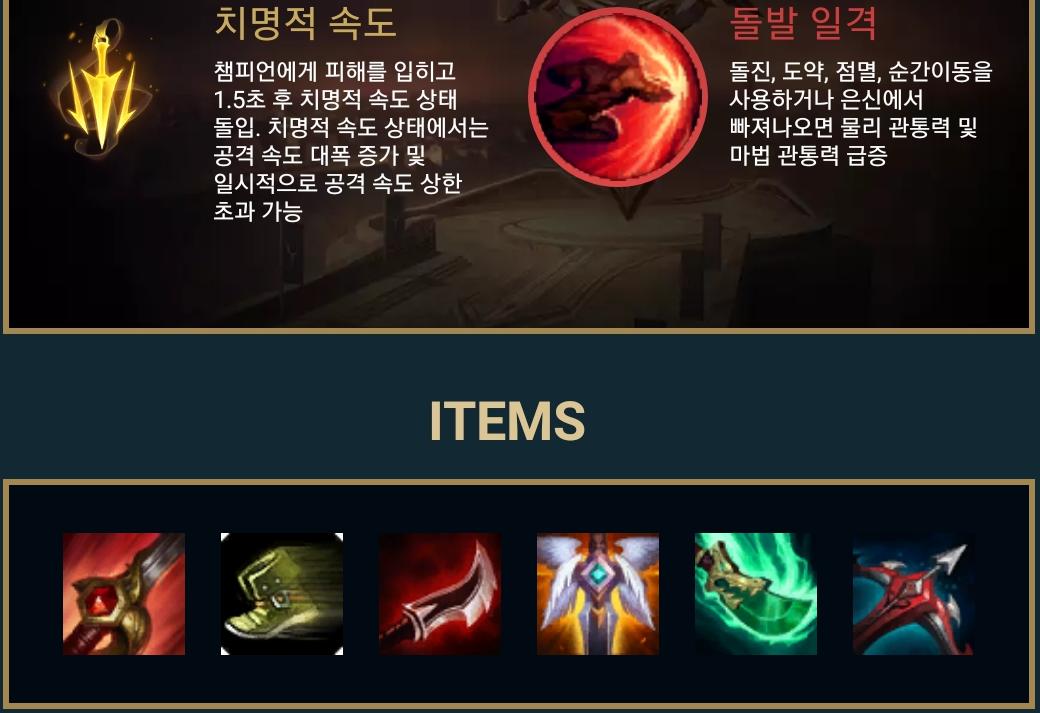 치명적 속도
챔피언에게 피해를 입히고
1.5초 후 치명적 속도 상태
돌입. 치명적 속도 상태에서는
공격 속도 대폭 증가 및
일시적으로 공격 속도 상한
초과 가능
돌발 일격
돌진, 도약, 점멸, 순간이동을
사용하거나 은신에서
빠져나오면 물리 관통력 및
마법 관통력 급증
ITEMS